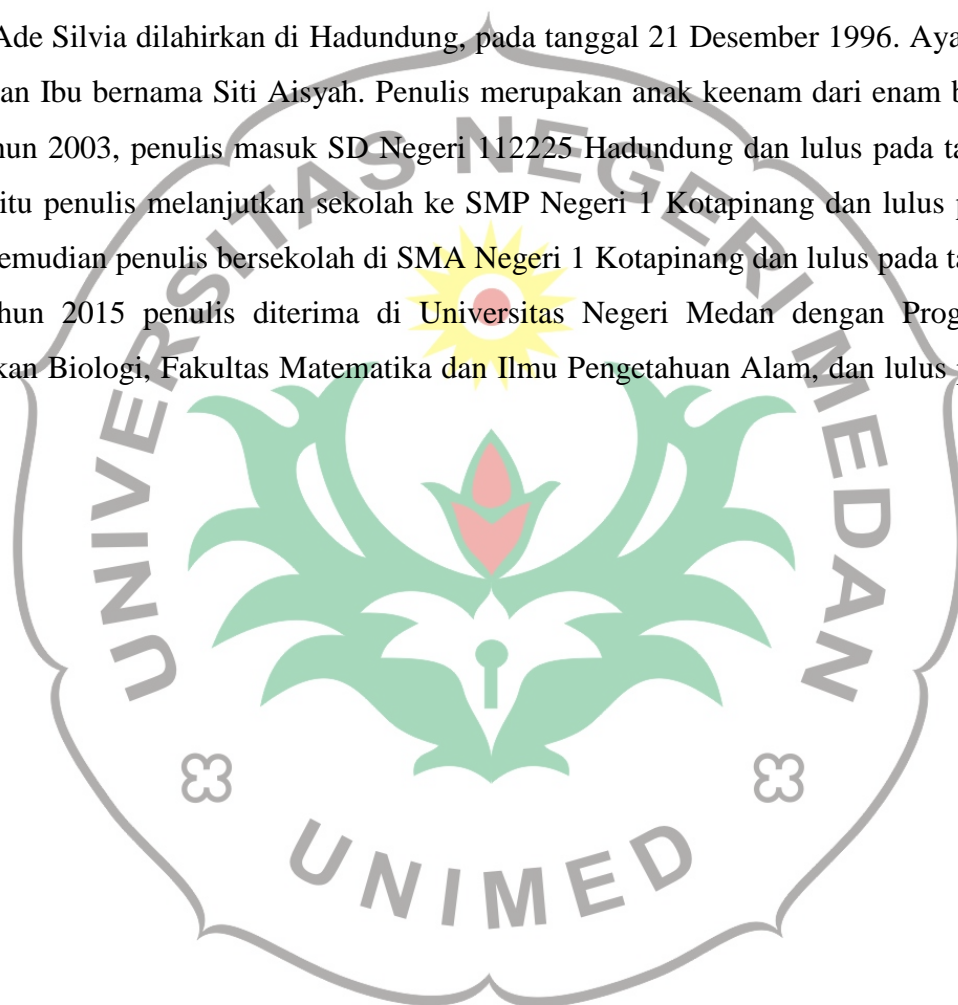 Ade Silvia dilahirkan di Hadundung, pada tanggal 21 Desember 1996. Aya
an Ibu bernama Siti Aisyah. Penulis merupakan anak keenam dari enam b
hun 2003, penulis masuk SD Negeri 112225 Hadundung dan lulus pada ta
itu penulis melanjutkan sekolah ke SMP Negeri 1 Kotapinang dan lulus p
emudian penulis bersekolah di SMA Negeri 1 Kotapinang dan lulus pada ta
hun 2015 penulis diterima di Universitas Negeri Medan dengan Prog
kan Biologi, Fakultas Matematika dan Ilmu Pengetahuan Alam, dan lulus p
UNIVERSITAS NEGERI MEDAN
UNIMED